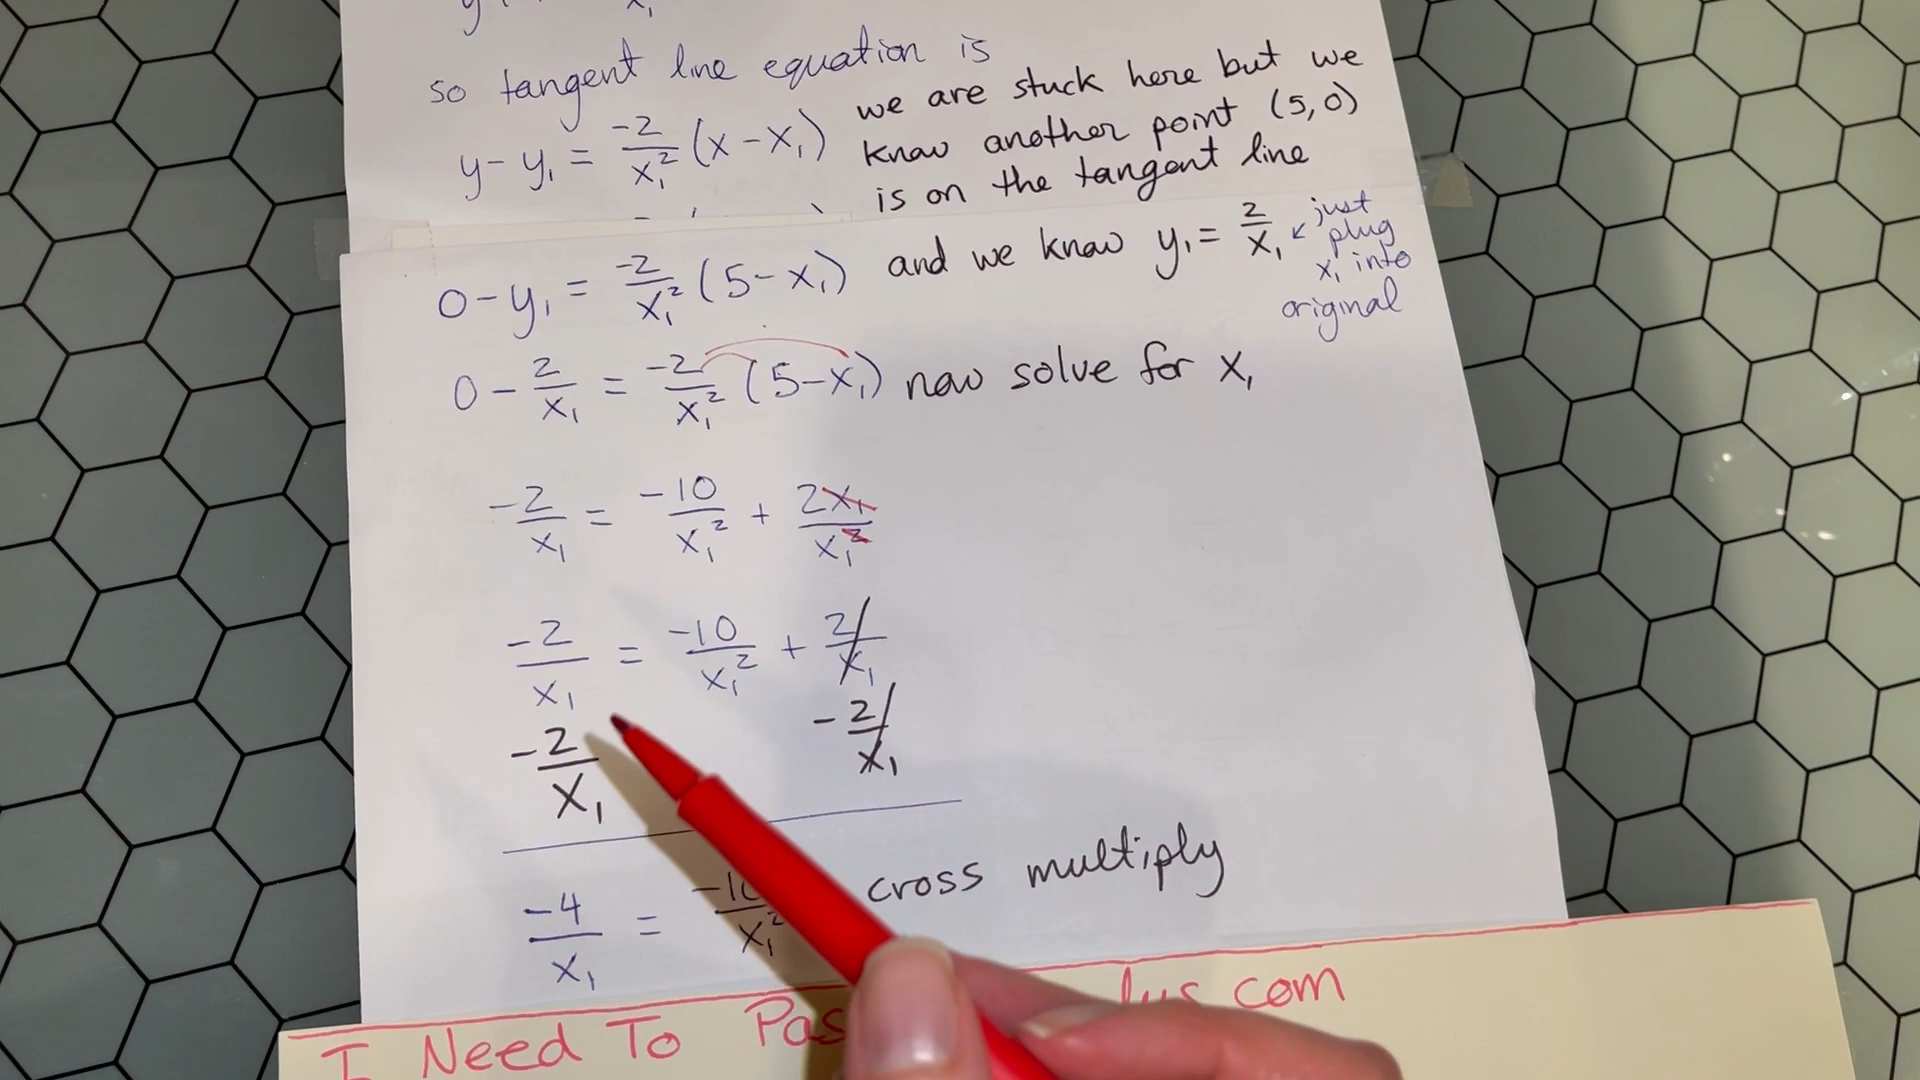 so tangent line equation is
y - y₁ = -2/x₁² (x - x₁)
we are stuck here but we
know another point (5,0)
is on the tangent line
0 - y₁ = -2/x₁² (5 - x₁) and we know y₁ = 2/x₁ ↙ just
plug
x₁ into
original
0 - 2/x₁ = -2/x₁² (5 - x₁) now solve for x₁
-2/x₁ = -10/x₁² + 2x₁/x₁²
-2/x₁ = -10/x₁² + 2/x₁
-2/x₁ -2/x₁
-4/x₁ = /x₁² cross multiply
I Need To com